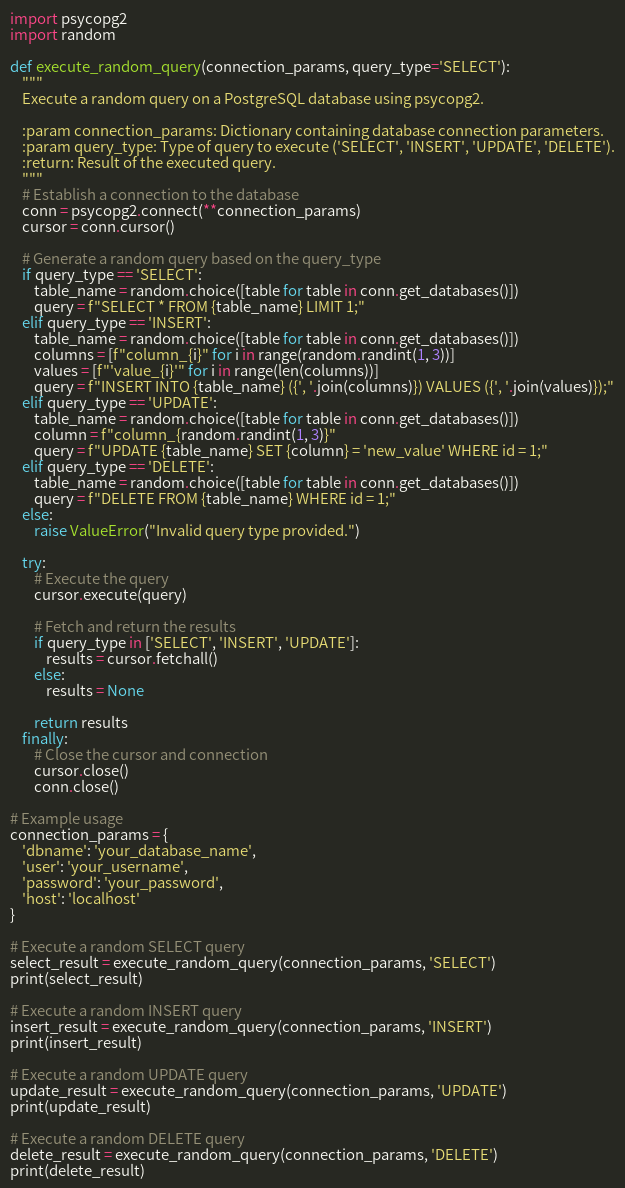 import psycopg2
import random

def execute_random_query(connection_params, query_type='SELECT'):
    """
    Execute a random query on a PostgreSQL database using psycopg2.

    :param connection_params: Dictionary containing database connection parameters.
    :param query_type: Type of query to execute ('SELECT', 'INSERT', 'UPDATE', 'DELETE').
    :return: Result of the executed query.
    """
    # Establish a connection to the database
    conn = psycopg2.connect(**connection_params)
    cursor = conn.cursor()

    # Generate a random query based on the query_type
    if query_type == 'SELECT':
        table_name = random.choice([table for table in conn.get_databases()])
        query = f"SELECT * FROM {table_name} LIMIT 1;"
    elif query_type == 'INSERT':
        table_name = random.choice([table for table in conn.get_databases()])
        columns = [f"column_{i}" for i in range(random.randint(1, 3))]
        values = [f"'value_{i}'" for i in range(len(columns))]
        query = f"INSERT INTO {table_name} ({', '.join(columns)}) VALUES ({', '.join(values)});"
    elif query_type == 'UPDATE':
        table_name = random.choice([table for table in conn.get_databases()])
        column = f"column_{random.randint(1, 3)}"
        query = f"UPDATE {table_name} SET {column} = 'new_value' WHERE id = 1;"
    elif query_type == 'DELETE':
        table_name = random.choice([table for table in conn.get_databases()])
        query = f"DELETE FROM {table_name} WHERE id = 1;"
    else:
        raise ValueError("Invalid query type provided.")

    try:
        # Execute the query
        cursor.execute(query)

        # Fetch and return the results
        if query_type in ['SELECT', 'INSERT', 'UPDATE']:
            results = cursor.fetchall()
        else:
            results = None

        return results
    finally:
        # Close the cursor and connection
        cursor.close()
        conn.close()

# Example usage
connection_params = {
    'dbname': 'your_database_name',
    'user': 'your_username',
    'password': 'your_password',
    'host': 'localhost'
}

# Execute a random SELECT query
select_result = execute_random_query(connection_params, 'SELECT')
print(select_result)

# Execute a random INSERT query
insert_result = execute_random_query(connection_params, 'INSERT')
print(insert_result)

# Execute a random UPDATE query
update_result = execute_random_query(connection_params, 'UPDATE')
print(update_result)

# Execute a random DELETE query
delete_result = execute_random_query(connection_params, 'DELETE')
print(delete_result)